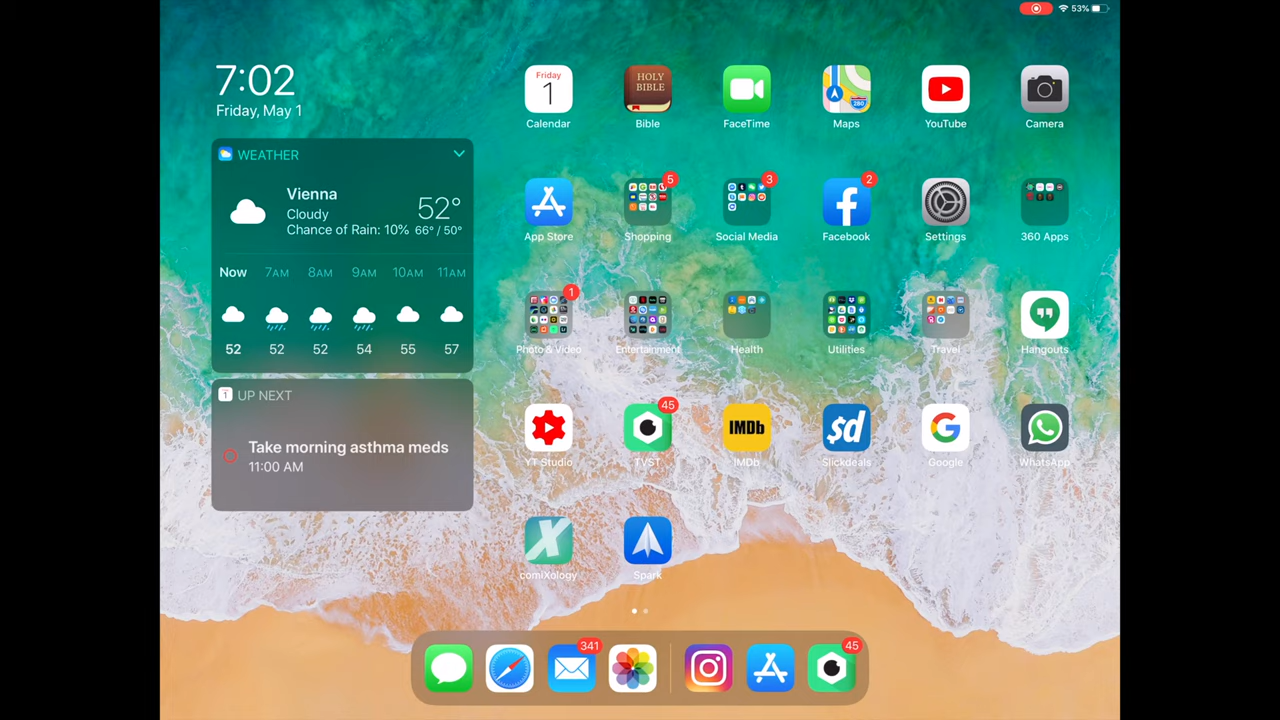 53%
7:02
Friday, May 1
WEATHER
Vienna
Cloudy
52°
Chance of Rain: 10% 66° / 50°
Now 7AM 8AM 9AM 10AM 11AM
52 52 52 54 55 57
1 UP NEXT
Take morning asthma meds
11:00 AM
Friday
1
HOLY
BIBLE
280
Calendar Bible FaceTime Maps YouTube Camera
5 3 2
App Store Shopping Social Media Facebook Settings 360 Apps
1
Photo & Video Entertainment Health Utilities Travel Hangouts
45
IMDb
sd
G
YT Studio TVST IMDb Slickdeals Google WhatsApp
X
comiXology Spark
341 45